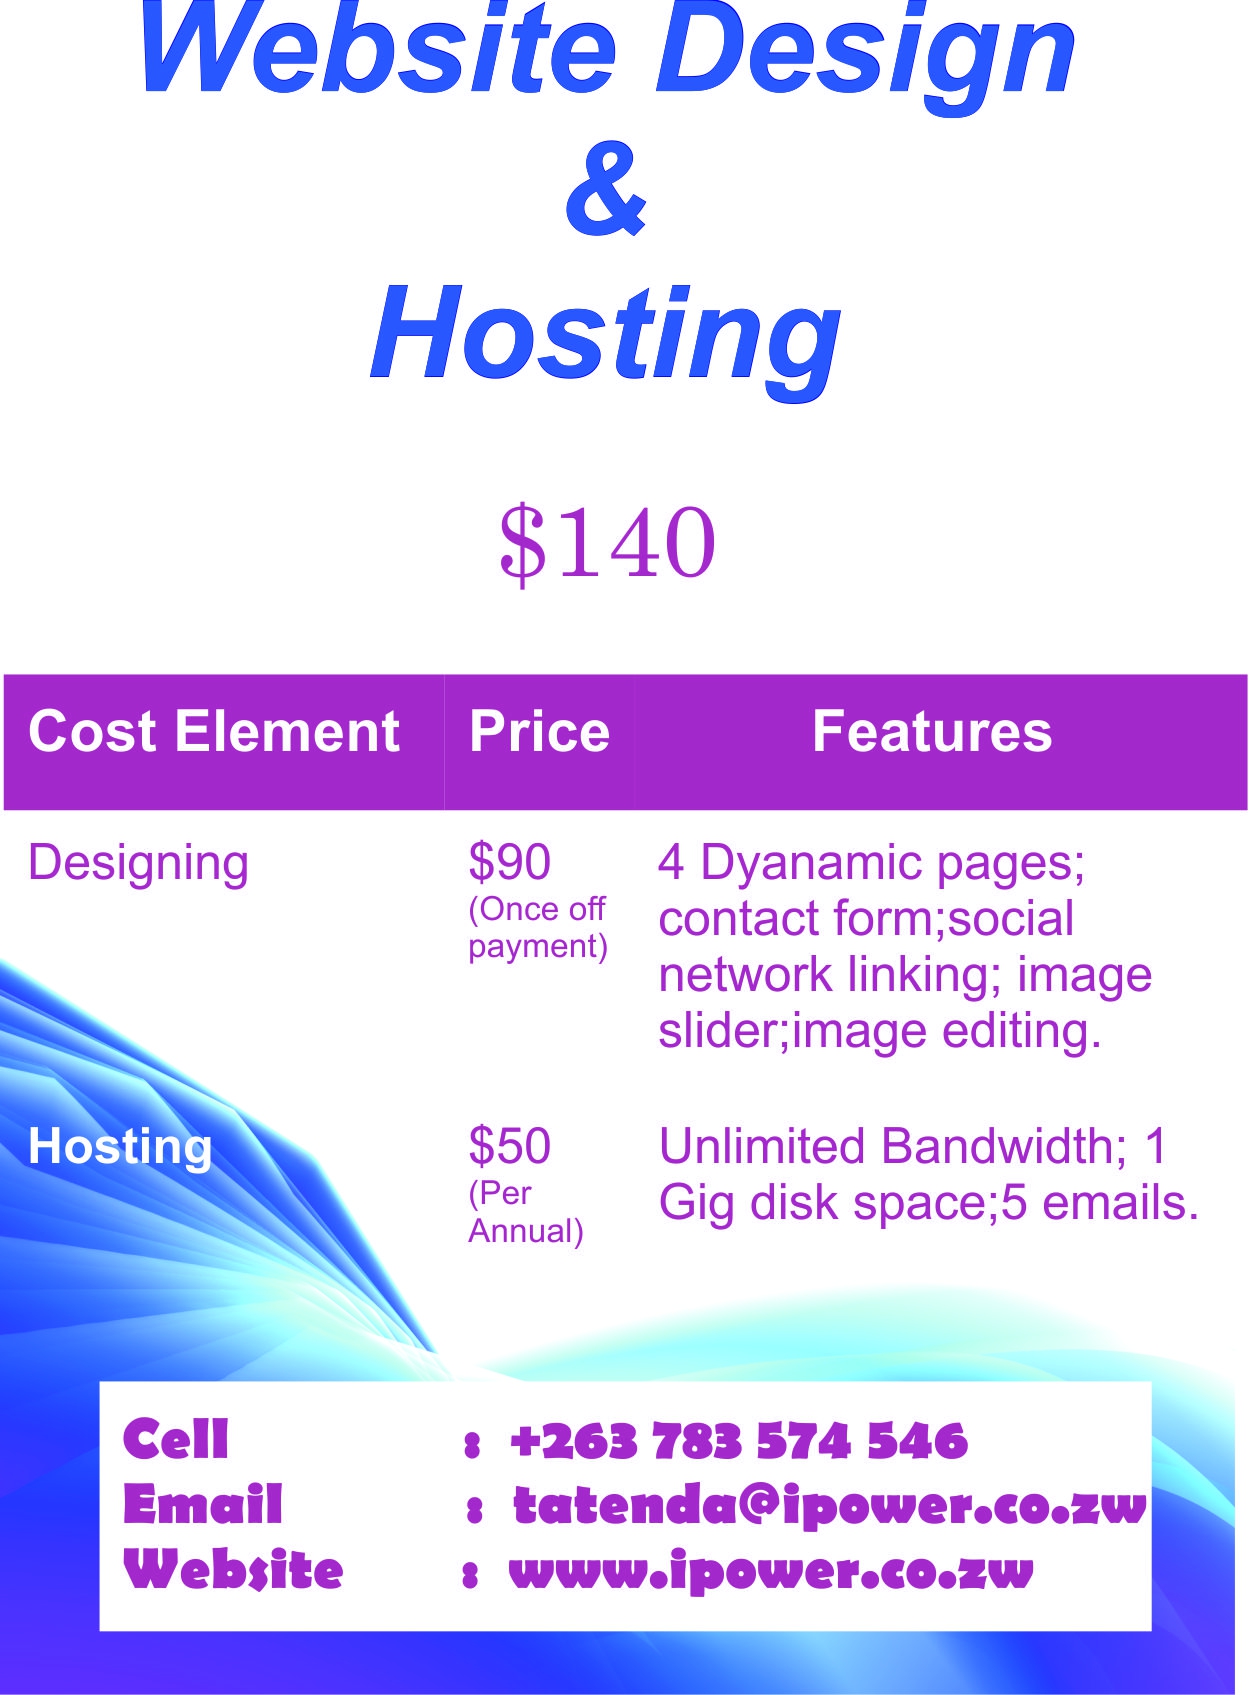 Website Design
&
Hosting
$140
Cost Element Price Features
Designing $90 4 Dyanamic pages;
(Once off contact form;social
payment) network linking; image
slider;image editing.
Hosting $50 Unlimited Bandwidth; 1
(Per Gig disk space;5 emails.
Annual)
Cell : +263 783 574 546
Email : tatenda@ipower.co.zw
Website : www.ipower.co.zw